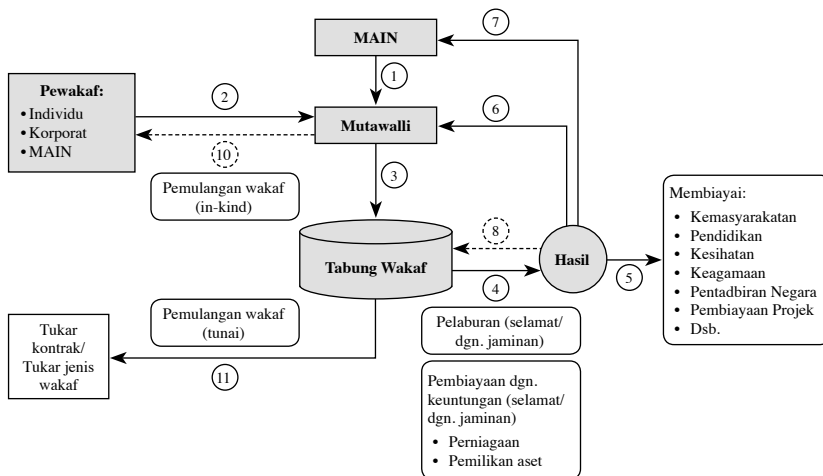 MAIN
7
1
Pewakaf:
• Individu
• Korporat
• MAIN
2
Mutawalli
6
10
Pemulangan wakaf
(in-kind)
3
Tabung Wakaf
8
4
Hasil
5
Membiayai:
• Kemasyarakatan
• Pendidikan
• Kesihatan
• Keagamaan
• Pentadbiran Negara
• Pembiayaan Projek
• Dsb.
Pemulangan wakaf
(tunai)
Tukar
kontrak/
Tukar jenis
wakaf
11
Pelaburan (selamat/
dgn. jaminan)
Pembiayaan dgn.
keuntungan (selamat/
dgn. jaminan)
• Perniagaan
• Pemilikan aset